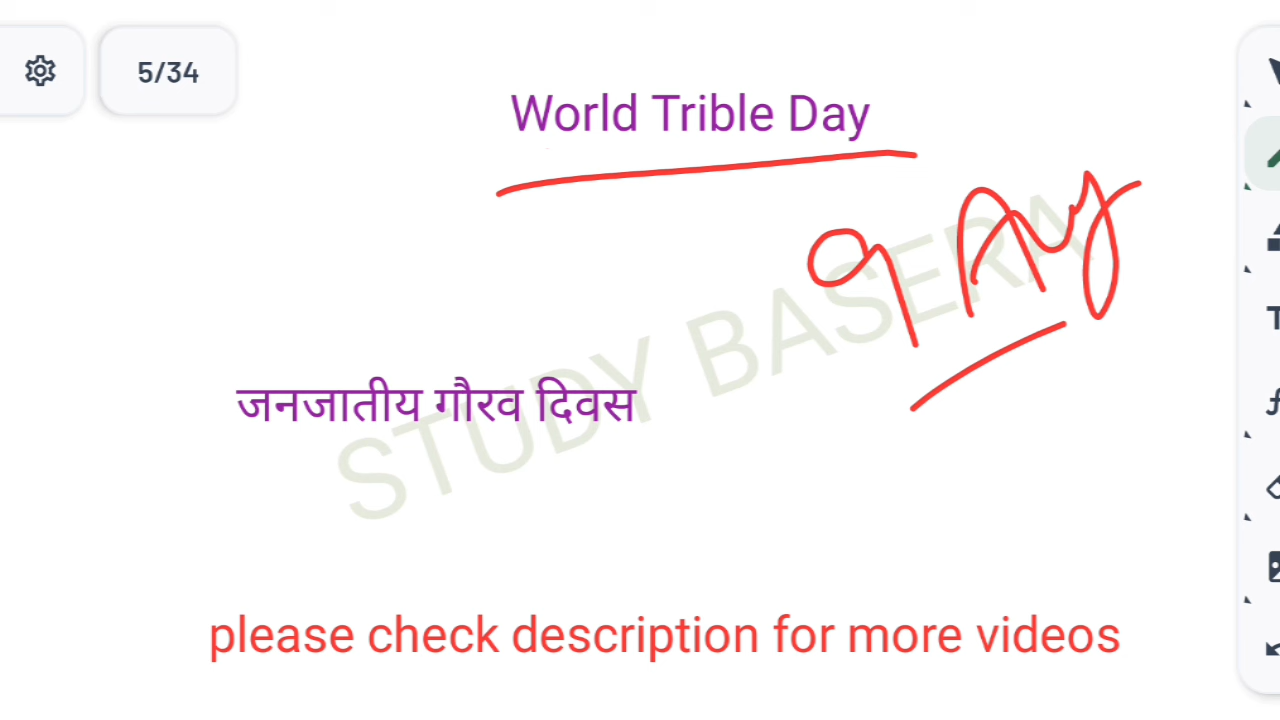 5/34
World Trible Day
9 Aug
जनजातीय गौरव दिवस
STUDY BASERA
please check description for more videos